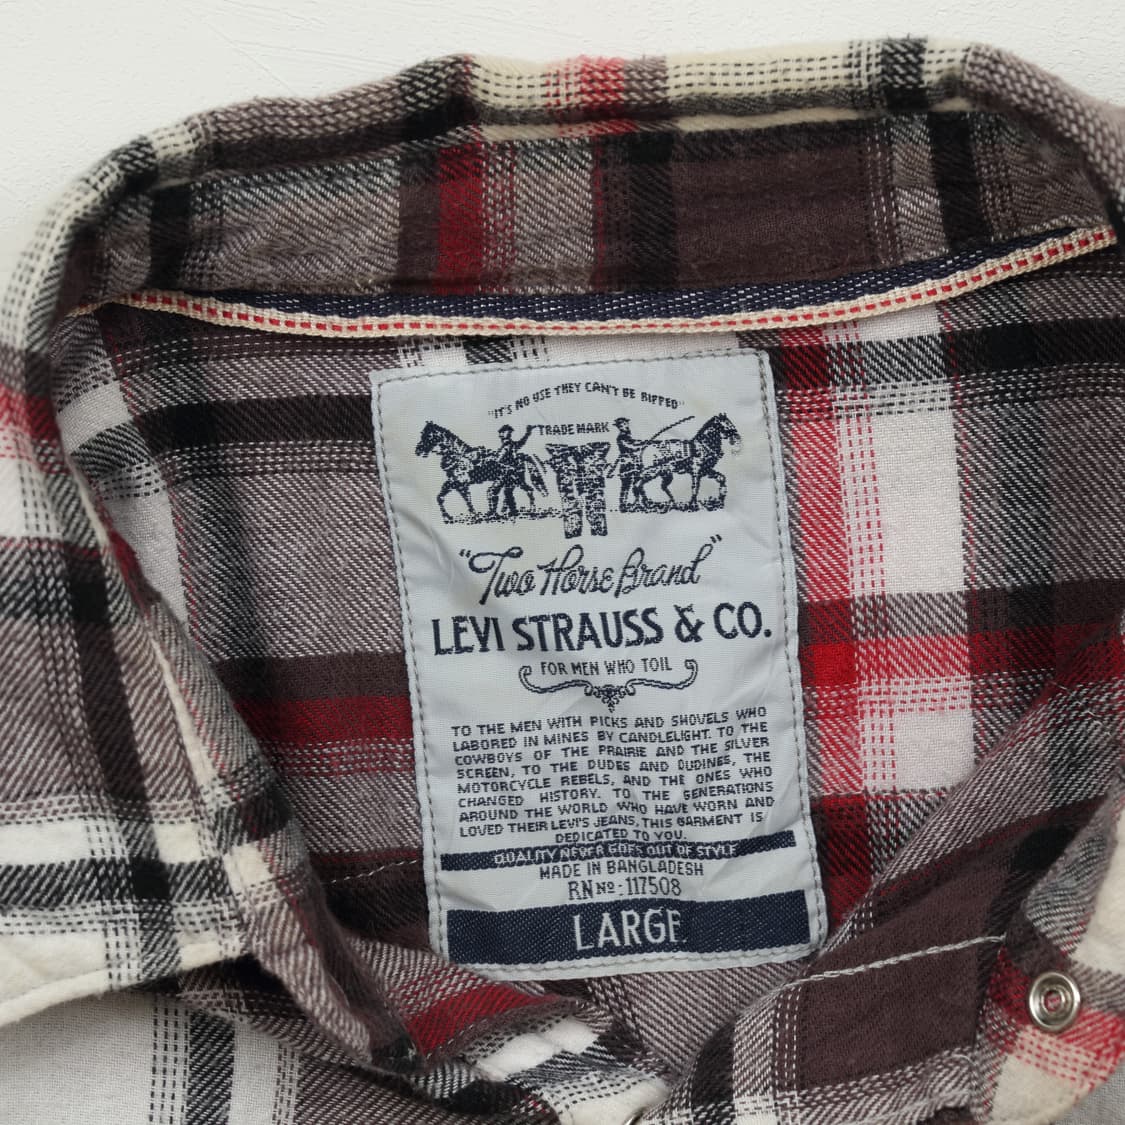 "IT'S NO USE THEY CAN'T BE RIPPED"
TRADE MARK
"Two Horse Brand"
LEVI STRAUSS & CO.
FOR MEN WHO TOIL
TO THE MEN WITH PICKS AND SHOVELS WHO
LABORED IN MINES BY CANDLELIGHT. TO THE
COWBOYS OF THE PRAIRIE AND THE SILVER
SCREEN, TO THE DUDES AND DUDINES, THE
MOTORCYCLE REBELS, AND THE ONES WHO
CHANGED HISTORY. TO THE GENERATIONS
AROUND THE WORLD WHO HAVE WORN AND
LOVED THEIR LEVI'S JEANS, THIS GARMENT IS
DEDICATED TO YOU.
QUALITY NEVER GOES OUT OF STYLE
MADE IN BANGLADESH
RN Nº: 117508
LARGE